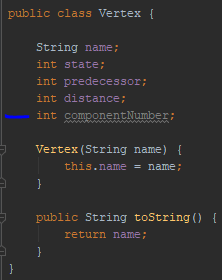 public class Vertex {
String name;
int state;
int predecessor;
int distance;
int componentNumber;
Vertex(String name) {
this.name = name;
}
public String toString() {
return name;
}
}